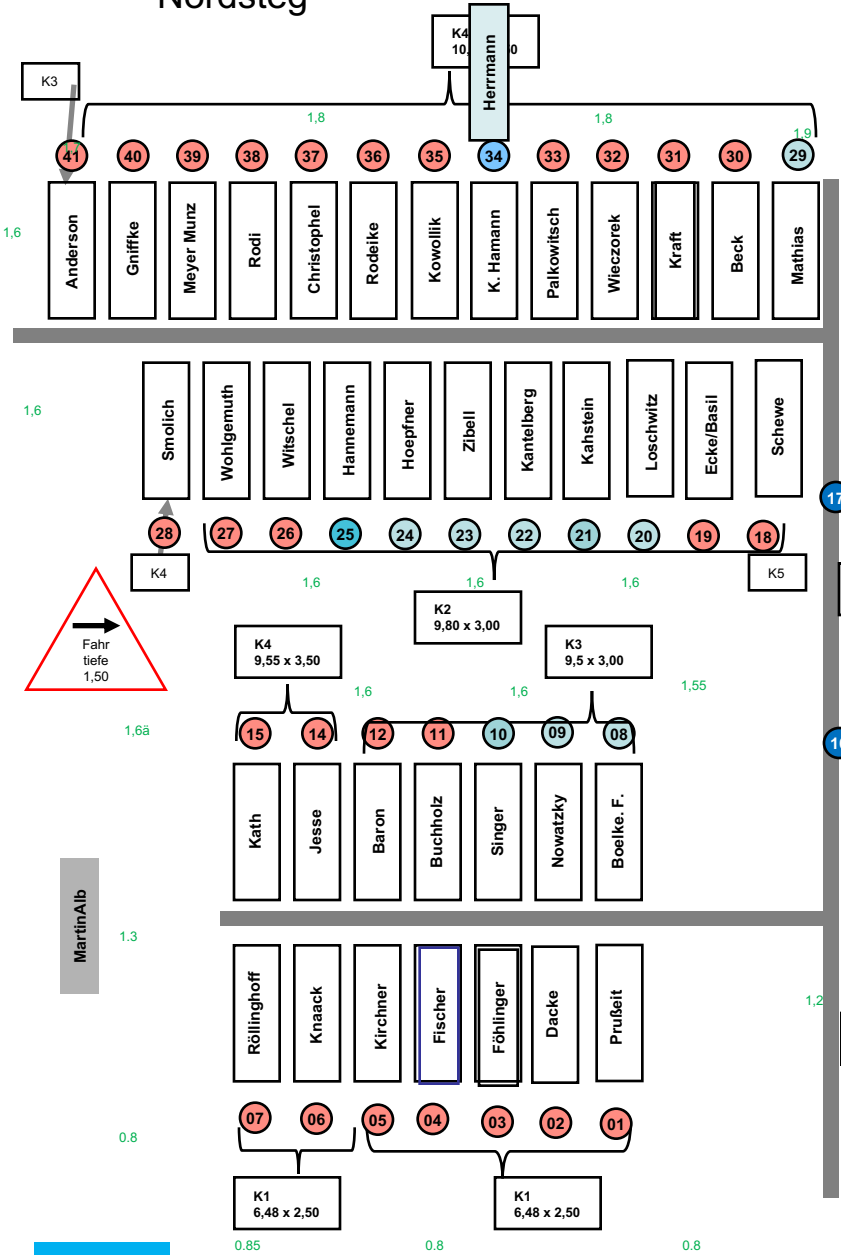 Nordsteg
K4
10, 0
Herrmann
K3
1,8
1,8
1,9
1,7
41
40
39
38
37
36
35
34
33
32
31
30
29
Anderson
Gniffke
Meyer Munz
Rodi
Christophel
Rodeike
Kowollik
K. Hamann
Palkowitsch
Wieczorek
Kraft
Beck
Mathias
1,6
1,6
Smolich
Wohlgemuth
Witschel
Hannemann
Hoepfner
Zibell
Kantelberg
Kahstein
Loschwitz
Ecke/Basil
Schewe
17
28
27
26
25
24
23
22
21
20
19
18
K4
K5
1,6
1,6
1,6
K2
9,80 x 3,00
Fahr
tiefe
1,50
K4
9,55 x 3,50
K3
9,5 x 3,00
1,6
1,6
1,55
1,6ä
15
14
12
11
10
09
08
16
Kath
Jesse
Baron
Buchholz
Singer
Nowatzky
Boelke. F.
MartinAlb
1.3
Röllinghoff
Knaack
Kirchner
Fischer
Föhlinger
Dacke
Prußeit
1,2
07
06
05
04
03
02
01
0.8
K1
6,48 x 2,50
K1
6,48 x 2,50
0.85
0.8
0.8